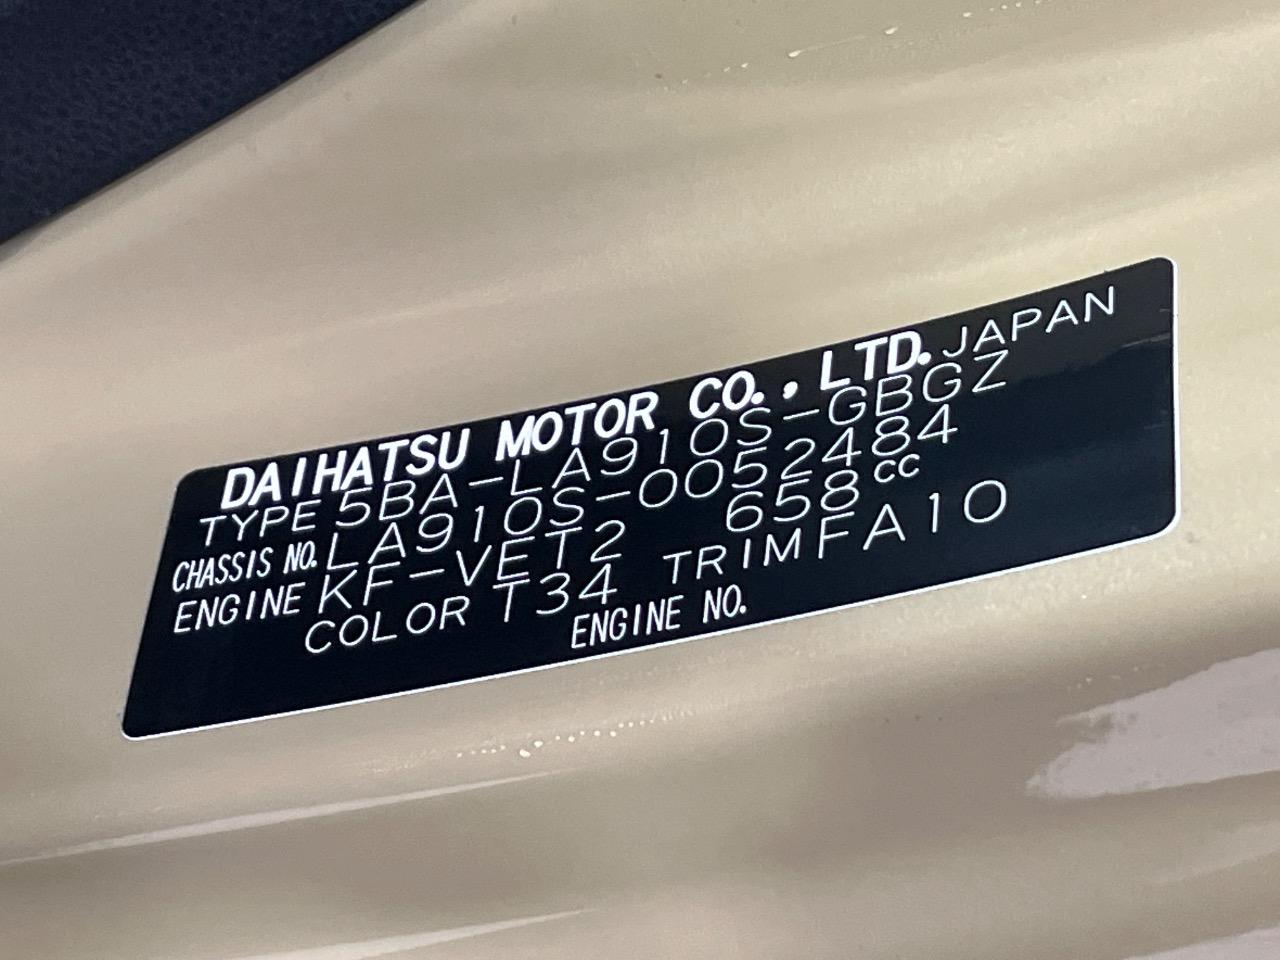 DAIHATSU MOTOR CO., LTD. JAPAN
TYPE 5BA-LA910S-GBGZ
CHASSIS NO. LA910S-0052484
ENGINE KF-VET2 658cc
COLOR T34 TRIM FA10
ENGINE NO.